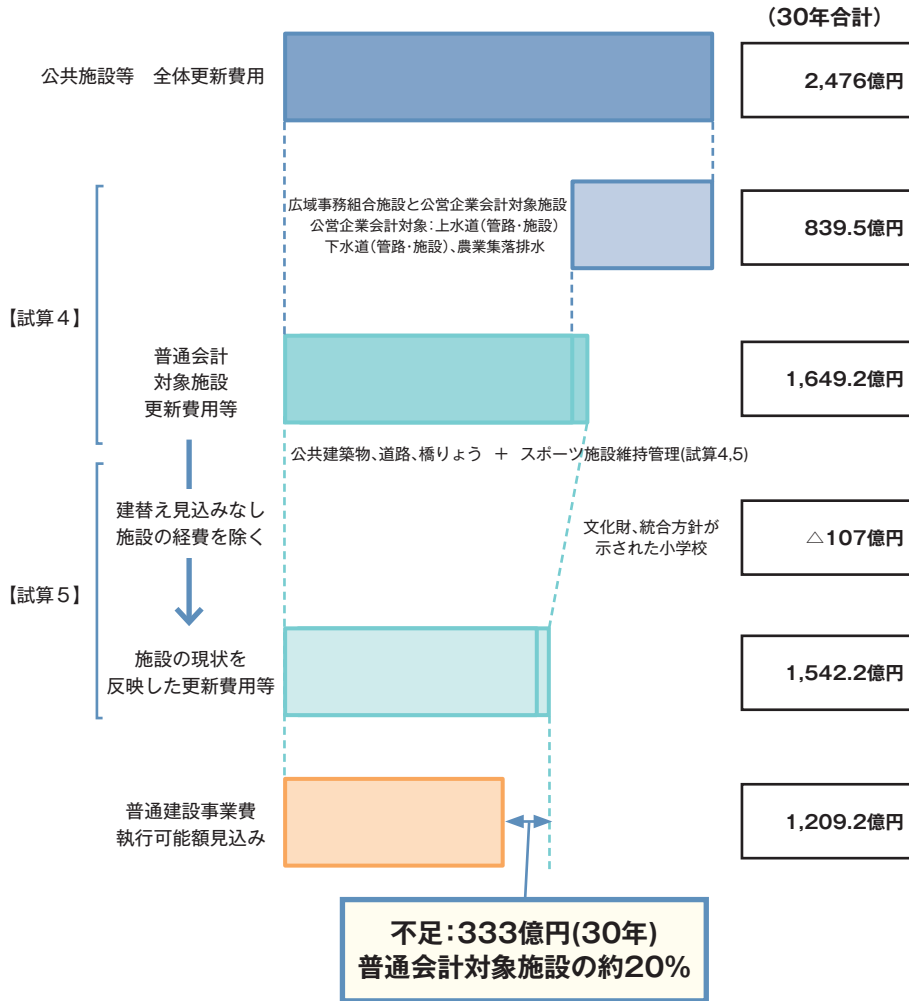 (30年合計)
公共施設等　全体更新費用
2,476億円
広域事務組合施設と公営企業会計対象施設
公営企業会計対象：上水道（管路・施設）
下水道（管路・施設）、農業集落排水
839.5億円
【試算４】
普通会計
対象施設
更新費用等
1,649.2億円
公共建築物、道路、橋りょう　＋　スポーツ施設維持管理(試算4,5)
建替え見込みなし
施設の経費を除く
文化財、統合方針が
示された小学校
△107億円
【試算５】
施設の現状を
反映した更新費用等
1,542.2億円
普通建設事業費
執行可能額見込み
1,209.2億円
不足：333億円(30年)
普通会計対象施設の約20%